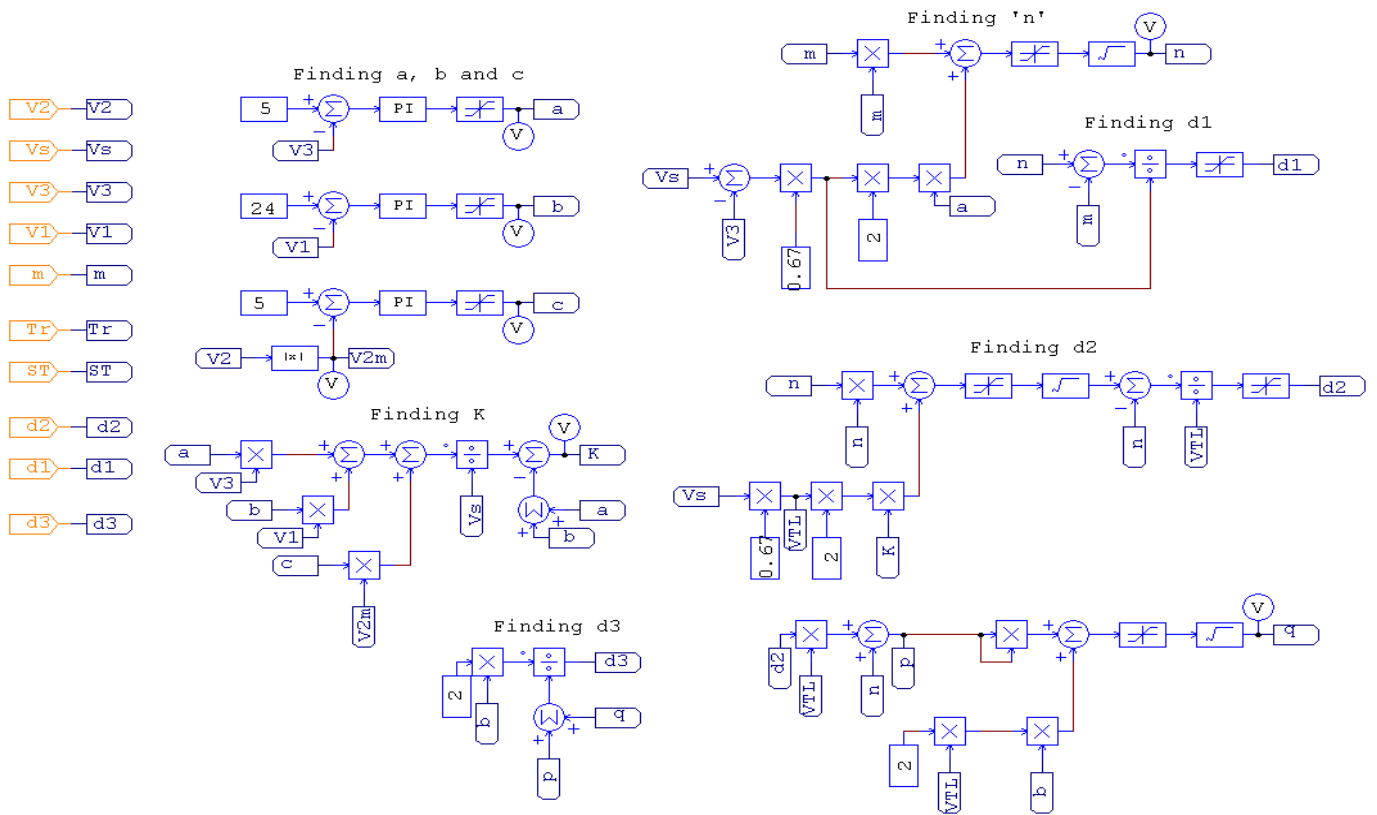 V2 V2
Vs Vs
V3 V3
V1 V1
m m
Tr Tr
ST ST
d2 d2
d1 d1
d3 d3
Finding a, b and c
5 + Σ PI a
− V3 V
24 + Σ PI b
− V1 V
5 + Σ PI c
− V
V2 |x| V2m
V
Finding K
V
a × + Σ + Σ ÷ + Σ K
V3 + + −
b × Vs Σ + a
V1 + b
c ×
V2m
Finding d3
× ÷ d3
2 b Σ + q
+
p
Finding 'n'
V
m × + Σ √ n
m +
Vs + Σ × × × a
− V3 0.67 2
Finding d1
n + Σ ÷ d1
− m
Finding d2
n × + Σ √ + Σ ÷ d2
n + − n VTL
Vs × × ×
0.67 VTL 2 K
V
× + Σ × + Σ √ q
d2 VTL + n p +
× ×
2 VTL b